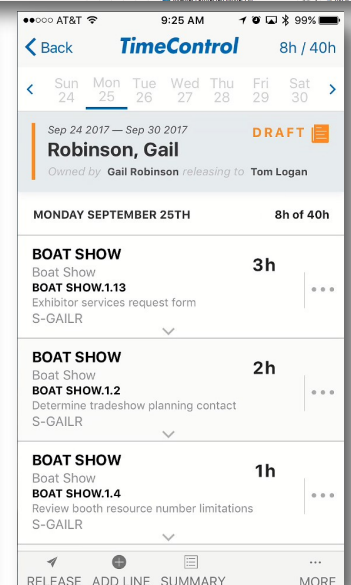 AT&T 9:25 AM 99%
Back TimeControl 8h / 40h
Sun Mon Tue Wed Thu Fri Sat
24 25 26 27 28 29 30
Sep 24 2017 — Sep 30 2017
DRAFT
Robinson, Gail
Owned by Gail Robinson releasing to Tom Logan
MONDAY SEPTEMBER 25TH 8h of 40h
BOAT SHOW
3h
Boat Show
BOAT SHOW.1.13
Exhibitor services request form
S-GAILR
BOAT SHOW
2h
Boat Show
BOAT SHOW.1.2
Determine tradeshow planning contact
S-GAILR
BOAT SHOW
1h
Boat Show
BOAT SHOW.1.4
Review booth resource number limitations
S-GAILR
RELEASE ADD LINE SUMMARY MORE